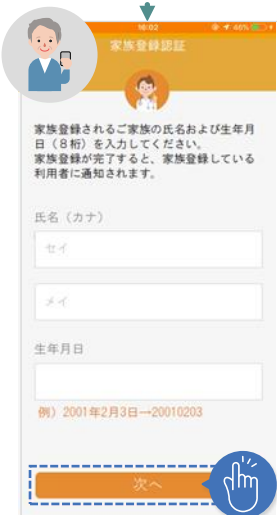 16:02
46%
家族登録認証
家族登録されるご家族の氏名および生年月
日（８桁）を入力してください。
家族登録が完了すると、家族登録している
利用者に通知されます。
氏名（カナ）
セイ
メイ
生年月日
例）2001年2月3日→20010203
次へ